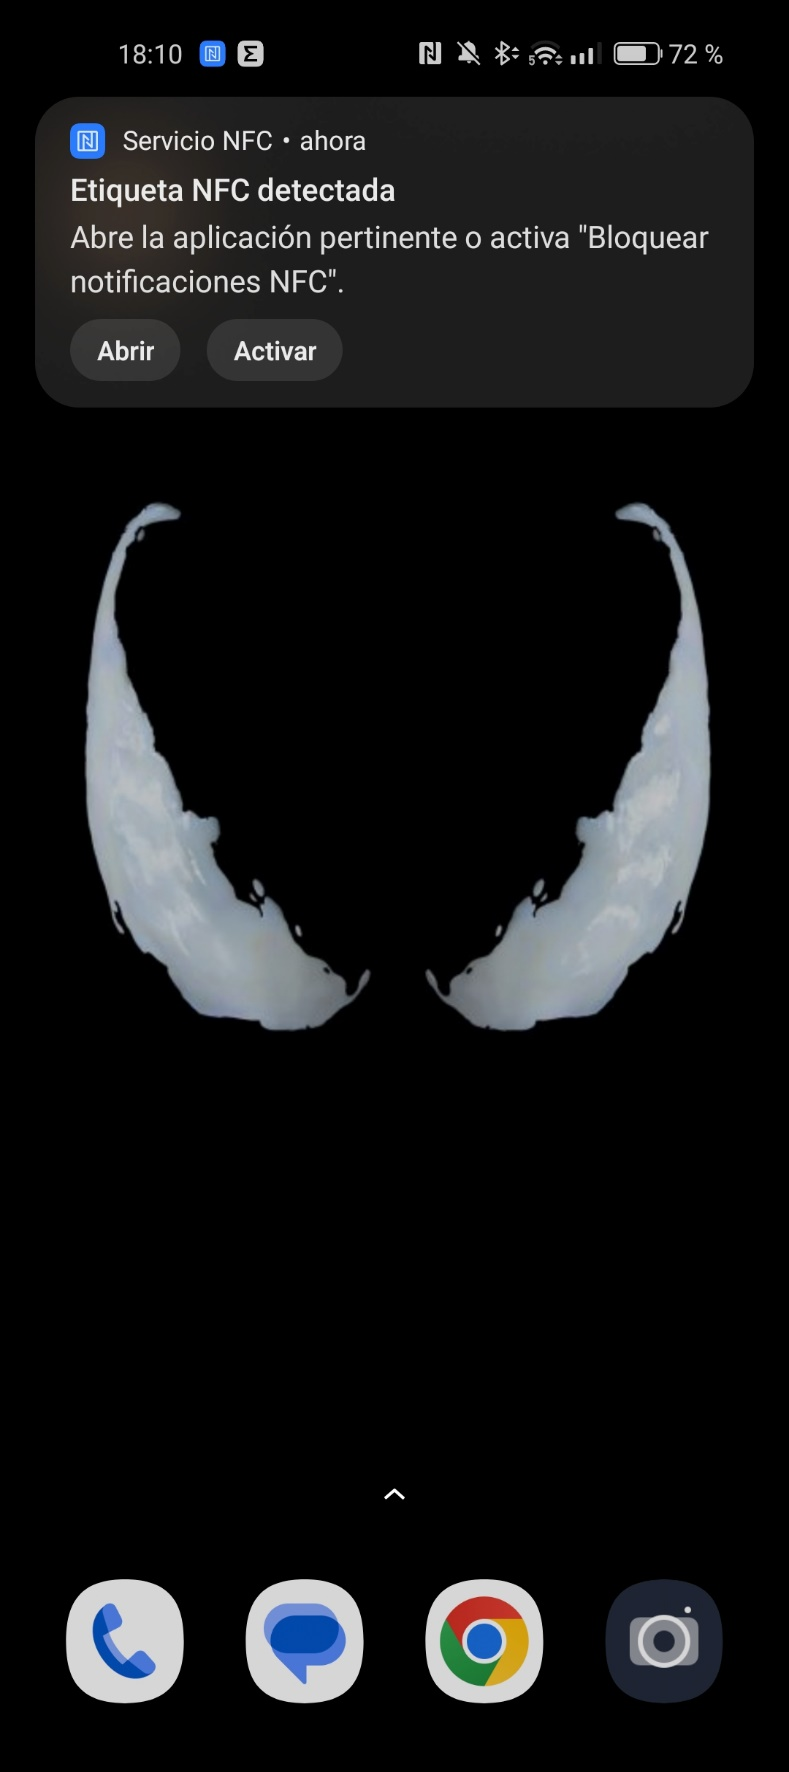 18:10
72 %
Servicio NFC • ahora
Etiqueta NFC detectada
Abre la aplicación pertinente o activa "Bloquear
notificaciones NFC".
Abrir Activar